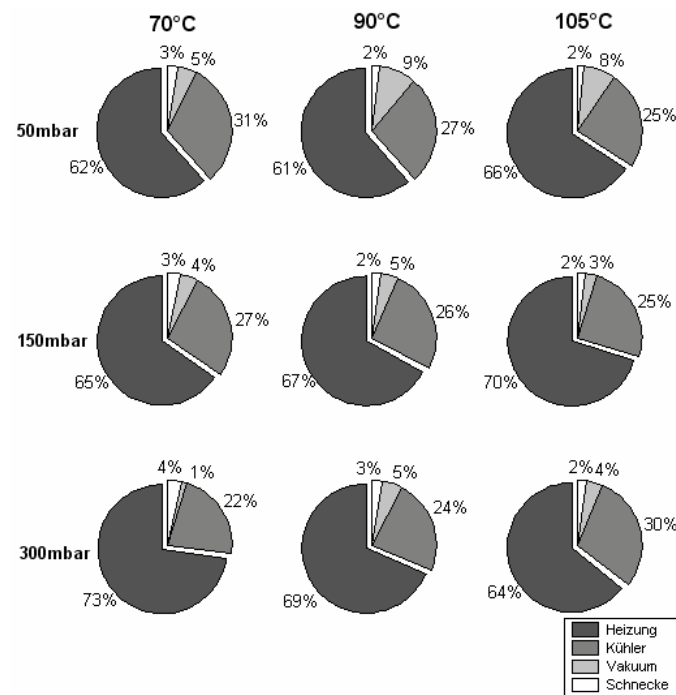 70°C 90°C 105°C
3% 5% 2% 9% 2% 8%
50mbar 31% 27% 25%
62% 61% 66%
3% 4% 2% 5% 2% 3%
150mbar 27% 26% 25%
65% 67% 70%
4% 1% 3% 5% 2% 4%
300mbar 22% 24% 30%
73% 69% 64%
Heizung
Kühler
Vakuum
Schnecke